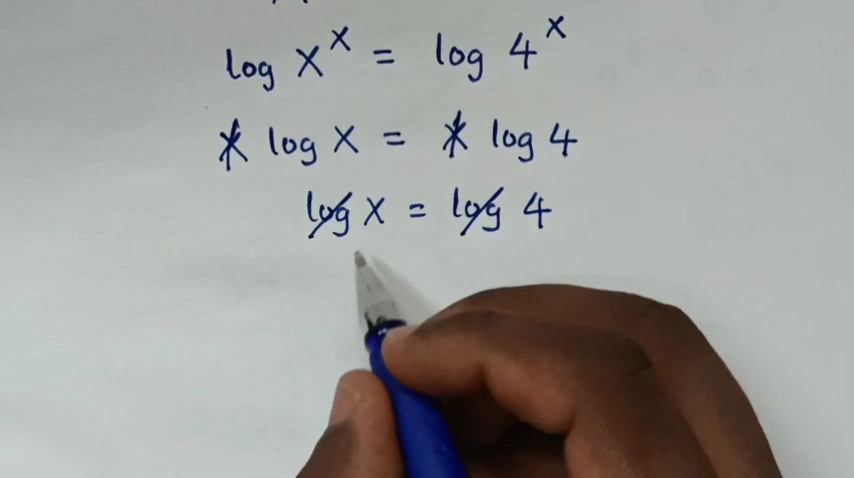 log x^x = log 4^x
x log x = x log 4
log x = log 4